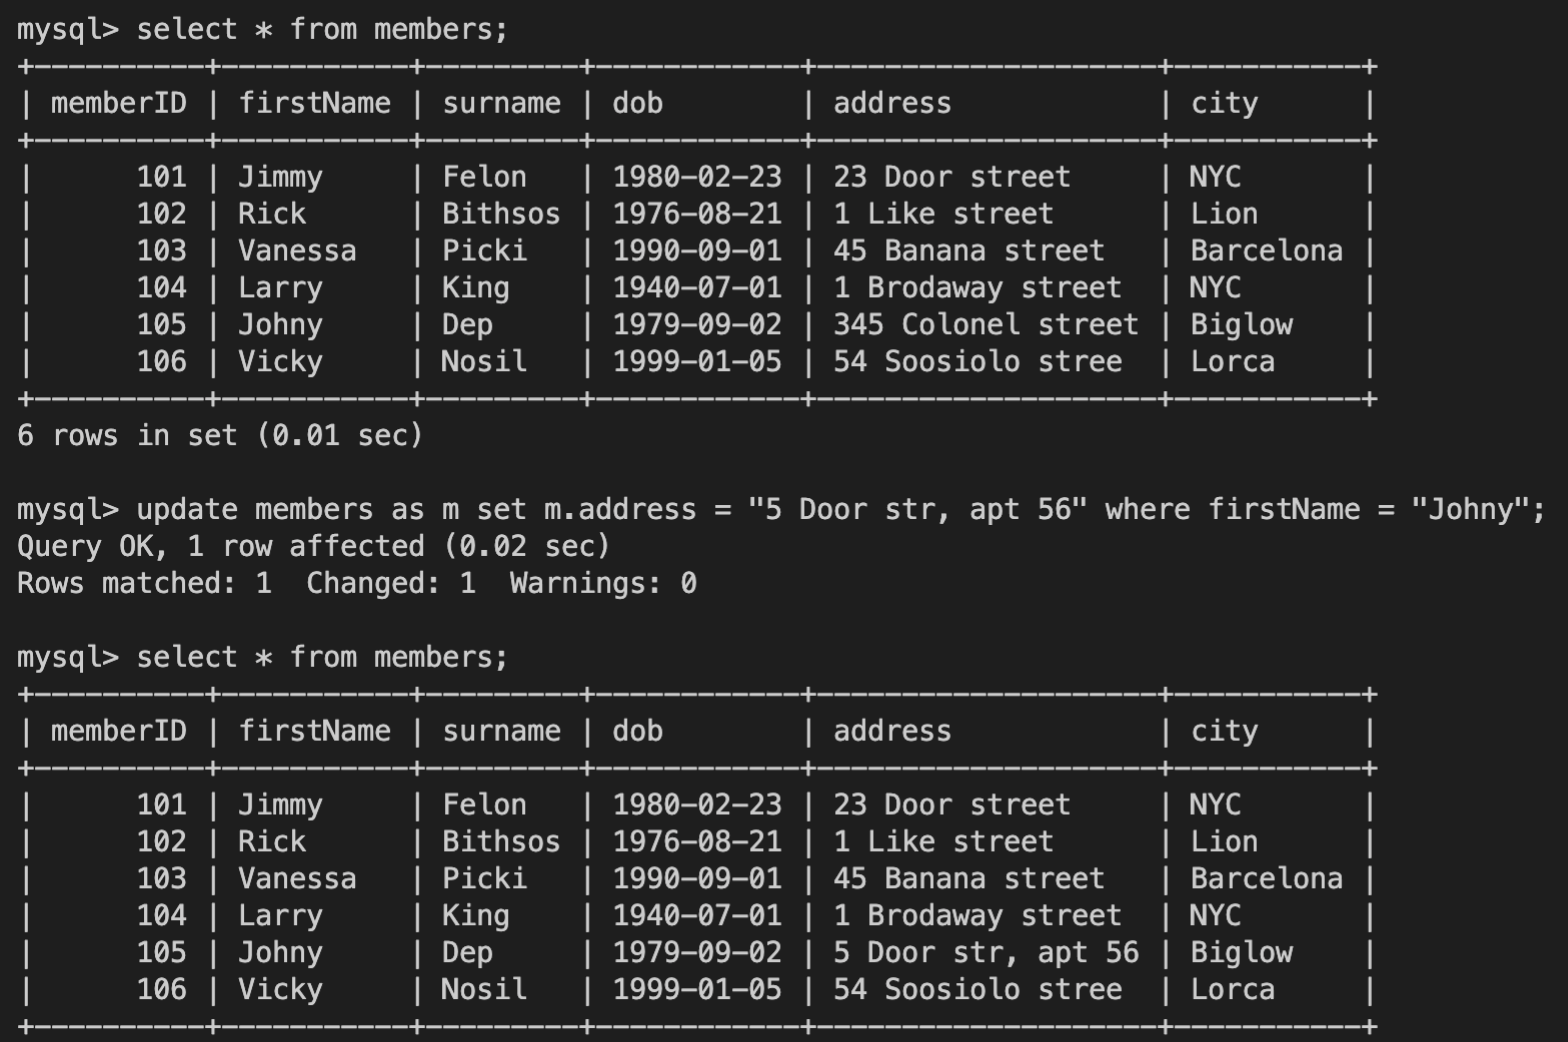 mysql> select * from members;
+----------+-----------+---------+------------+--------------------+-----------+
| memberID | firstName | surname | dob        | address            | city      |
+----------+-----------+---------+------------+--------------------+-----------+
|      101 | Jimmy     | Felon   | 1980-02-23 | 23 Door street     | NYC       |
|      102 | Rick      | Bithsos | 1976-08-21 | 1 Like street      | Lion      |
|      103 | Vanessa   | Picki   | 1990-09-01 | 45 Banana street   | Barcelona |
|      104 | Larry     | King    | 1940-07-01 | 1 Brodaway street  | NYC       |
|      105 | Johny     | Dep     | 1979-09-02 | 345 Colonel street | Biglow    |
|      106 | Vicky     | Nosil   | 1999-01-05 | 54 Soosiolo stree  | Lorca     |
+----------+-----------+---------+------------+--------------------+-----------+
6 rows in set (0.01 sec)

mysql> update members as m set m.address = "5 Door str, apt 56" where firstName = "Johny";
Query OK, 1 row affected (0.02 sec)
Rows matched: 1  Changed: 1  Warnings: 0

mysql> select * from members;
+----------+-----------+---------+------------+--------------------+-----------+
| memberID | firstName | surname | dob        | address            | city      |
+----------+-----------+---------+------------+--------------------+-----------+
|      101 | Jimmy     | Felon   | 1980-02-23 | 23 Door street     | NYC       |
|      102 | Rick      | Bithsos | 1976-08-21 | 1 Like street      | Lion      |
|      103 | Vanessa   | Picki   | 1990-09-01 | 45 Banana street   | Barcelona |
|      104 | Larry     | King    | 1940-07-01 | 1 Brodaway street  | NYC       |
|      105 | Johny     | Dep     | 1979-09-02 | 5 Door str, apt 56 | Biglow    |
|      106 | Vicky     | Nosil   | 1999-01-05 | 54 Soosiolo stree  | Lorca     |
+----------+-----------+---------+------------+--------------------+-----------+